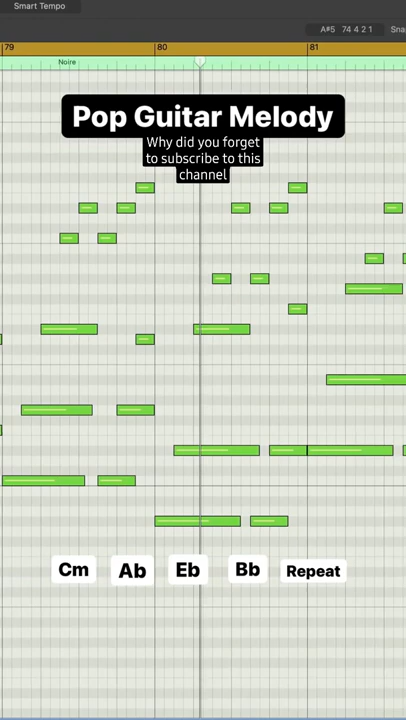 Smart Tempo
A#5 74 4 2 1
Sna
79
80
81
Noire
Pop Guitar Melody
Why did you forget
to subscribe to this
channel
Cm
Ab
Eb
Bb
Repeat